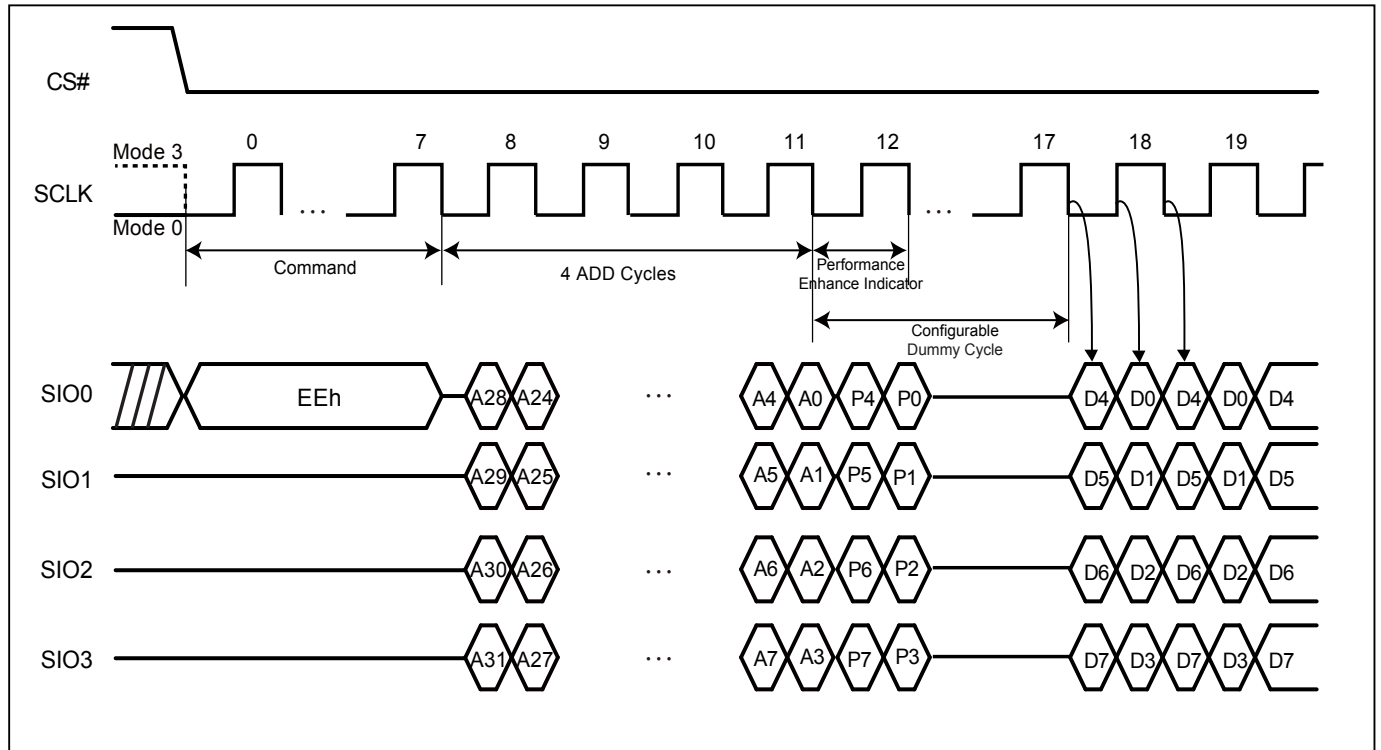 CS#
0 7 8 9 10 11 12 17 18 19
Mode 3
SCLK
...
...
Mode 0
Command
4 ADD Cycles
Performance
Enhance Indicator
Configurable
Dummy Cycle
SIO0 EEh A28 A24 ... A4 A0 P4 P0 D4 D0 D4 D0 D4
SIO1 A29 A25 ... A5 A1 P5 P1 D5 D1 D5 D1 D5
SIO2 A30 A26 ... A6 A2 P6 P2 D6 D2 D6 D2 D6
SIO3 A31 A27 ... A7 A3 P7 P3 D7 D3 D7 D3 D7